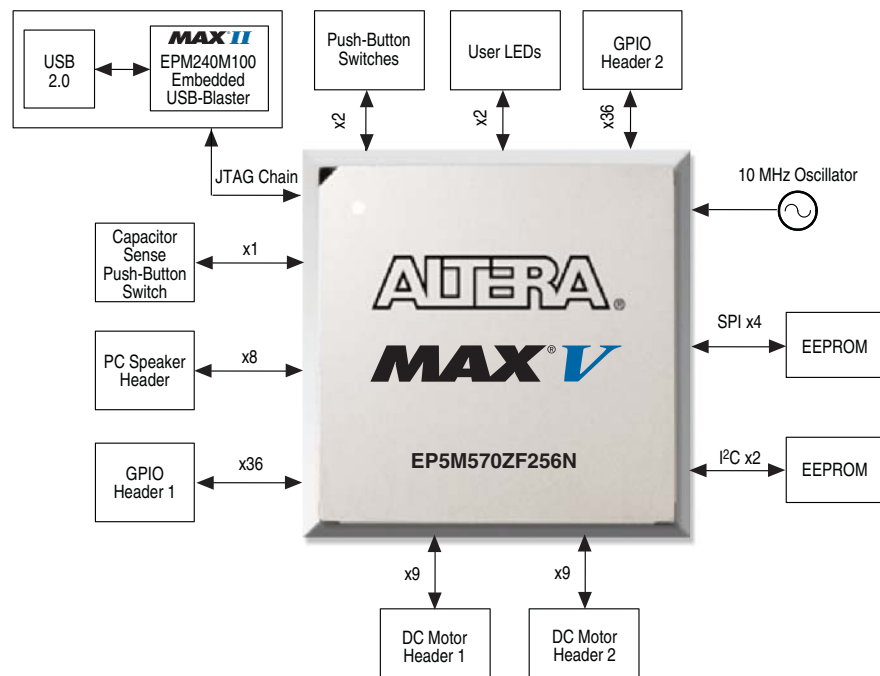 USB
2.0
MAX II
EPM240M100
Embedded
USB-Blaster
Push-Button
Switches
User LEDs
GPIO
Header 2
x2
x2
x36
JTAG Chain
10 MHz Oscillator
Capacitor
Sense
Push-Button
Switch
x1
ALTERA®
SPI x4
EEPROM
PC Speaker
Header
x8
MAX® V
GPIO
Header 1
x36
EP5M570ZF256N
I²C x2
EEPROM
x9
x9
DC Motor
Header 1
DC Motor
Header 2